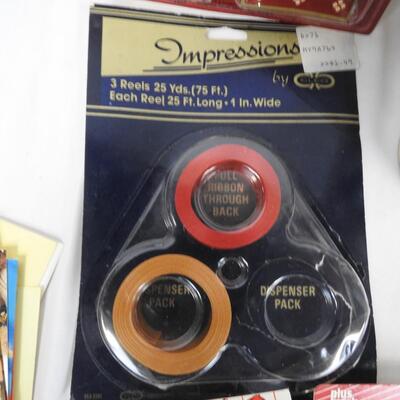 Impressions
by
3 Reels 25 Yds.(75 Ft.)
Each Reel 25 Ft. Long • 1 in. Wide
PULL
RIBBON
THROUGH
BACK
DISPENSER
PACK
DISPENSER
PACK
plus